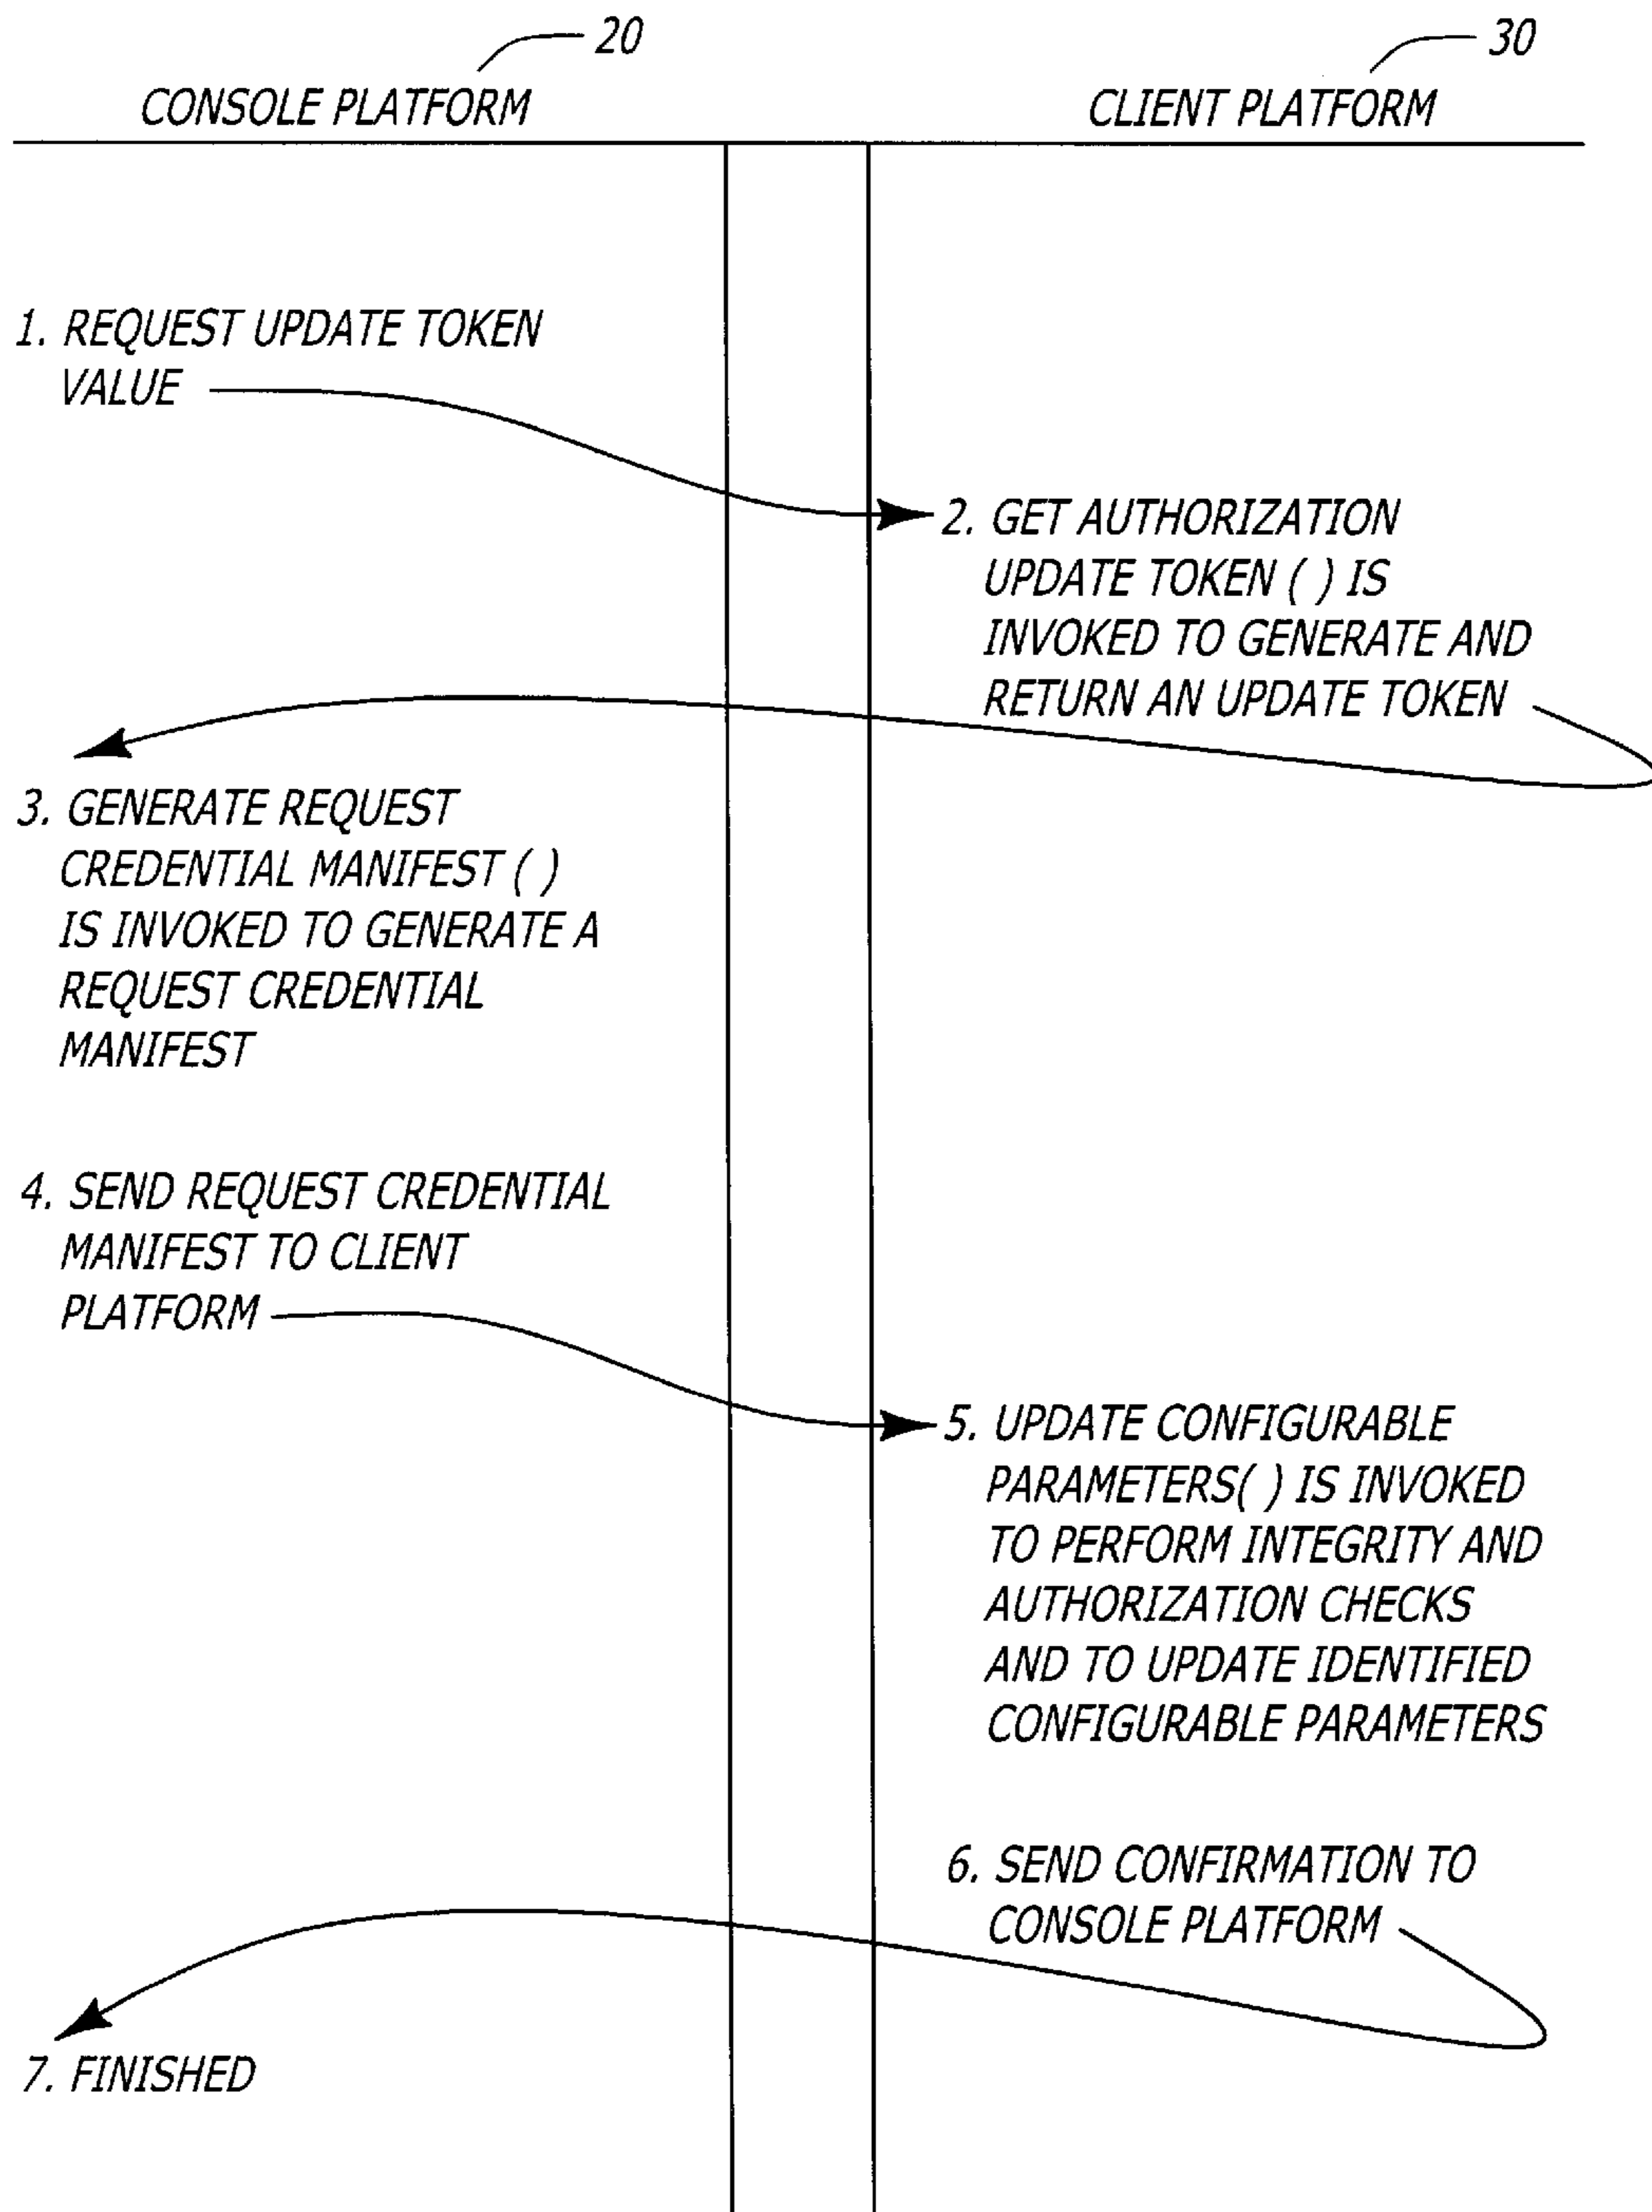 20
30
CONSOLE PLATFORM
CLIENT PLATFORM
1. REQUEST UPDATE TOKEN
VALUE
2. GET AUTHORIZATION
UPDATE TOKEN ( ) IS
INVOKED TO GENERATE AND
RETURN AN UPDATE TOKEN
3. GENERATE REQUEST
CREDENTIAL MANIFEST ( )
IS INVOKED TO GENERATE A
REQUEST CREDENTIAL
MANIFEST
4. SEND REQUEST CREDENTIAL
MANIFEST TO CLIENT
PLATFORM
5. UPDATE CONFIGURABLE
PARAMETERS( ) IS INVOKED
TO PERFORM INTEGRITY AND
AUTHORIZATION CHECKS
AND TO UPDATE IDENTIFIED
CONFIGURABLE PARAMETERS
6. SEND CONFIRMATION TO
CONSOLE PLATFORM
7. FINISHED